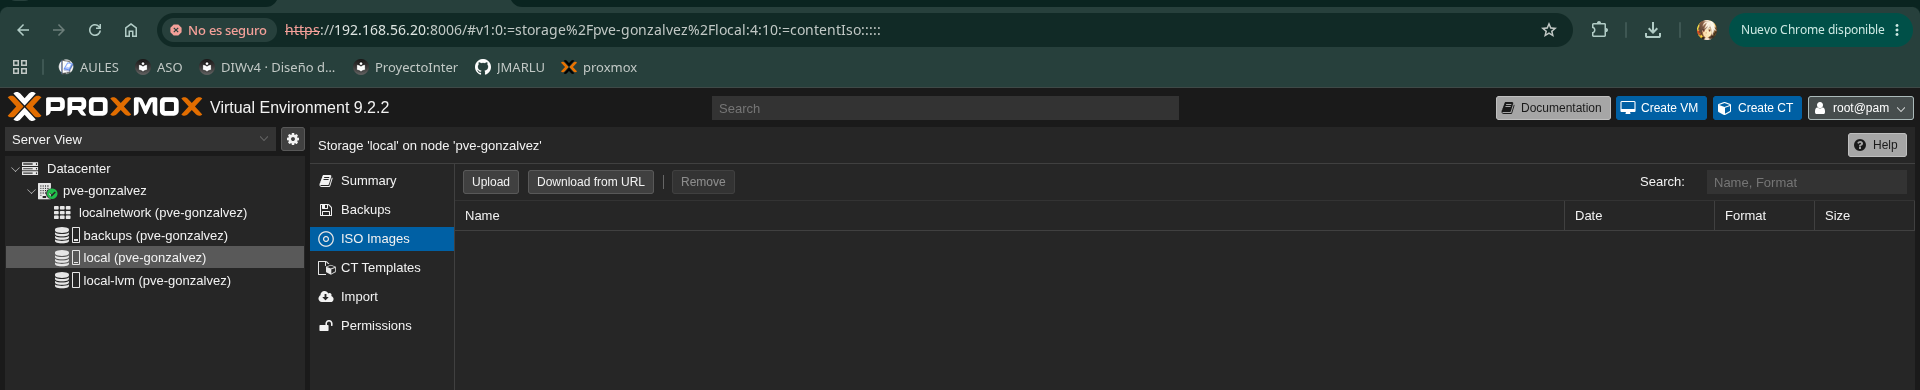 No es seguro https://192.168.56.20:8006/#v1:0:=storage%2Fpve-gonzalvez%2Flocal:4:10:=contentIso::::: Nuevo Chrome disponible
AULES ASO DIWv4 · Diseño d... ProyectoInter JMARLU proxmox
PROXMOX Virtual Environment 9.2.2 Search Documentation Create VM Create CT root@pam
Server View
Storage 'local' on node 'pve-gonzalvez' Help
Datacenter
pve-gonzalvez
localnetwork (pve-gonzalvez)
backups (pve-gonzalvez)
local (pve-gonzalvez)
local-lvm (pve-gonzalvez)
Summary
Backups
ISO Images
CT Templates
Import
Permissions
Upload Download from URL Remove Search: Name, Format
Name Date Format Size